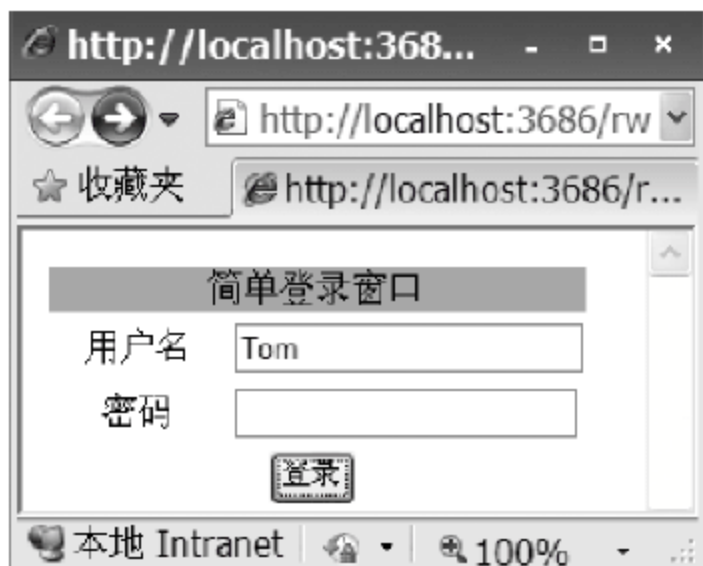 http://localhost:368...
http://localhost:3686/rw
收藏夹 http://localhost:3686/r...
简单登录窗口
用户名 Tom
密码
登录
本地 Intranet 100%